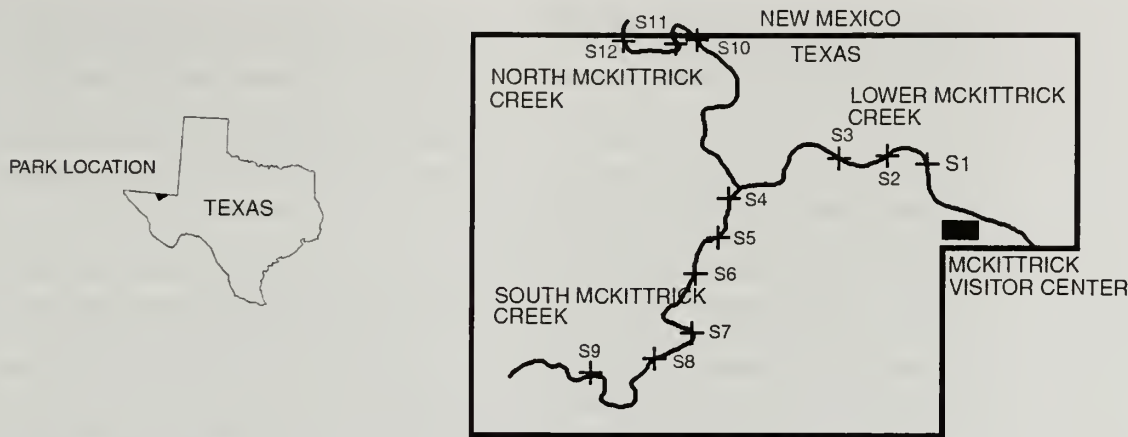 PARK LOCATION
TEXAS
NEW MEXICO
TEXAS
S11
S12
S10
NORTH MCKITTRICK
CREEK
LOWER MCKITTRICK
CREEK
S3
S2
S1
S4
S5
S6
MCKITTRICK
VISITOR CENTER
SOUTH MCKITTRICK
CREEK
S7
S8
S9